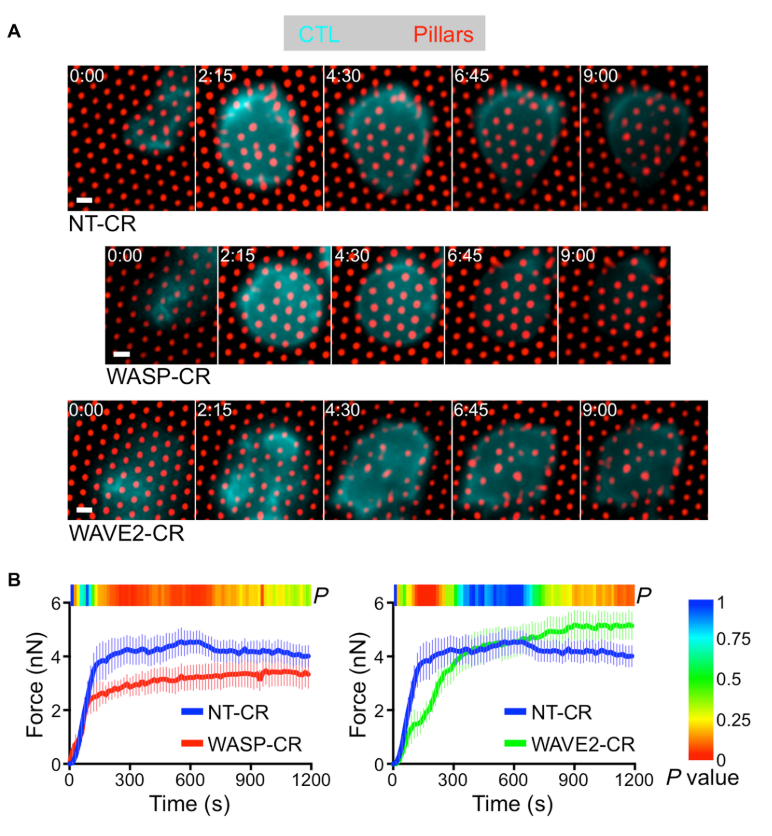 A
CTL Pillars
0:00 2:15 4:30 6:45 9:00
NT-CR
0:00 2:15 4:30 6:45 9:00
WASP-CR
0:00 2:15 4:30 6:45 9:00
WAVE2-CR
B
P
6
4
2
0
Force (nN)
NT-CR
WASP-CR
0 300 600 900 1200
Time (s)
P
6
4
2
0
Force (nN)
NT-CR
WAVE2-CR
0 300 600 900 1200
Time (s)
1
0.75
0.5
0.25
0
P value